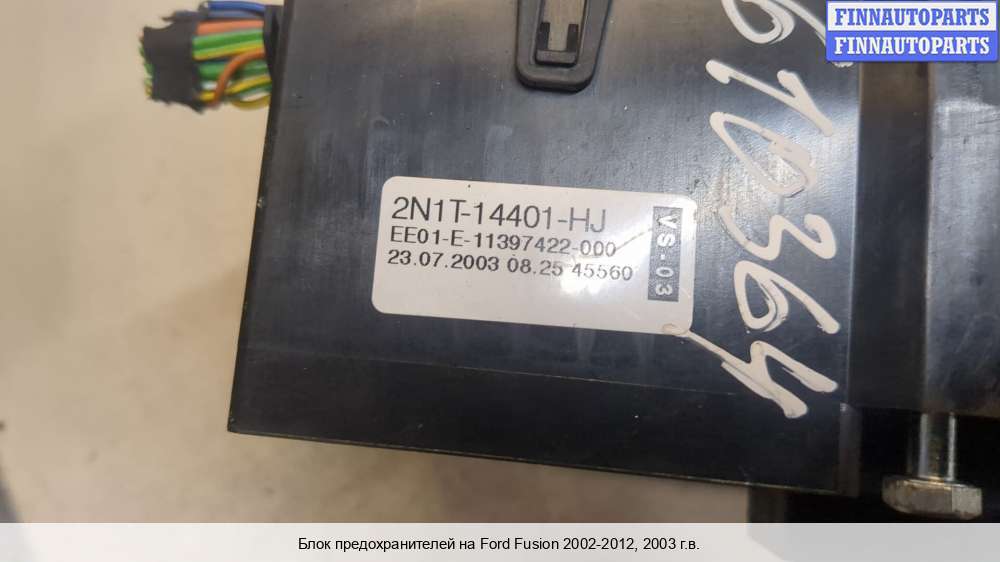 FINNAUTOPARTS
FINNAUTOPARTS
610364
2N1T-14401-HJ
EE01-E-11397422-000
23.07.2003 08.25 45560
VS-03
Блок предохранителей на Ford Fusion 2002-2012, 2003 г.в.